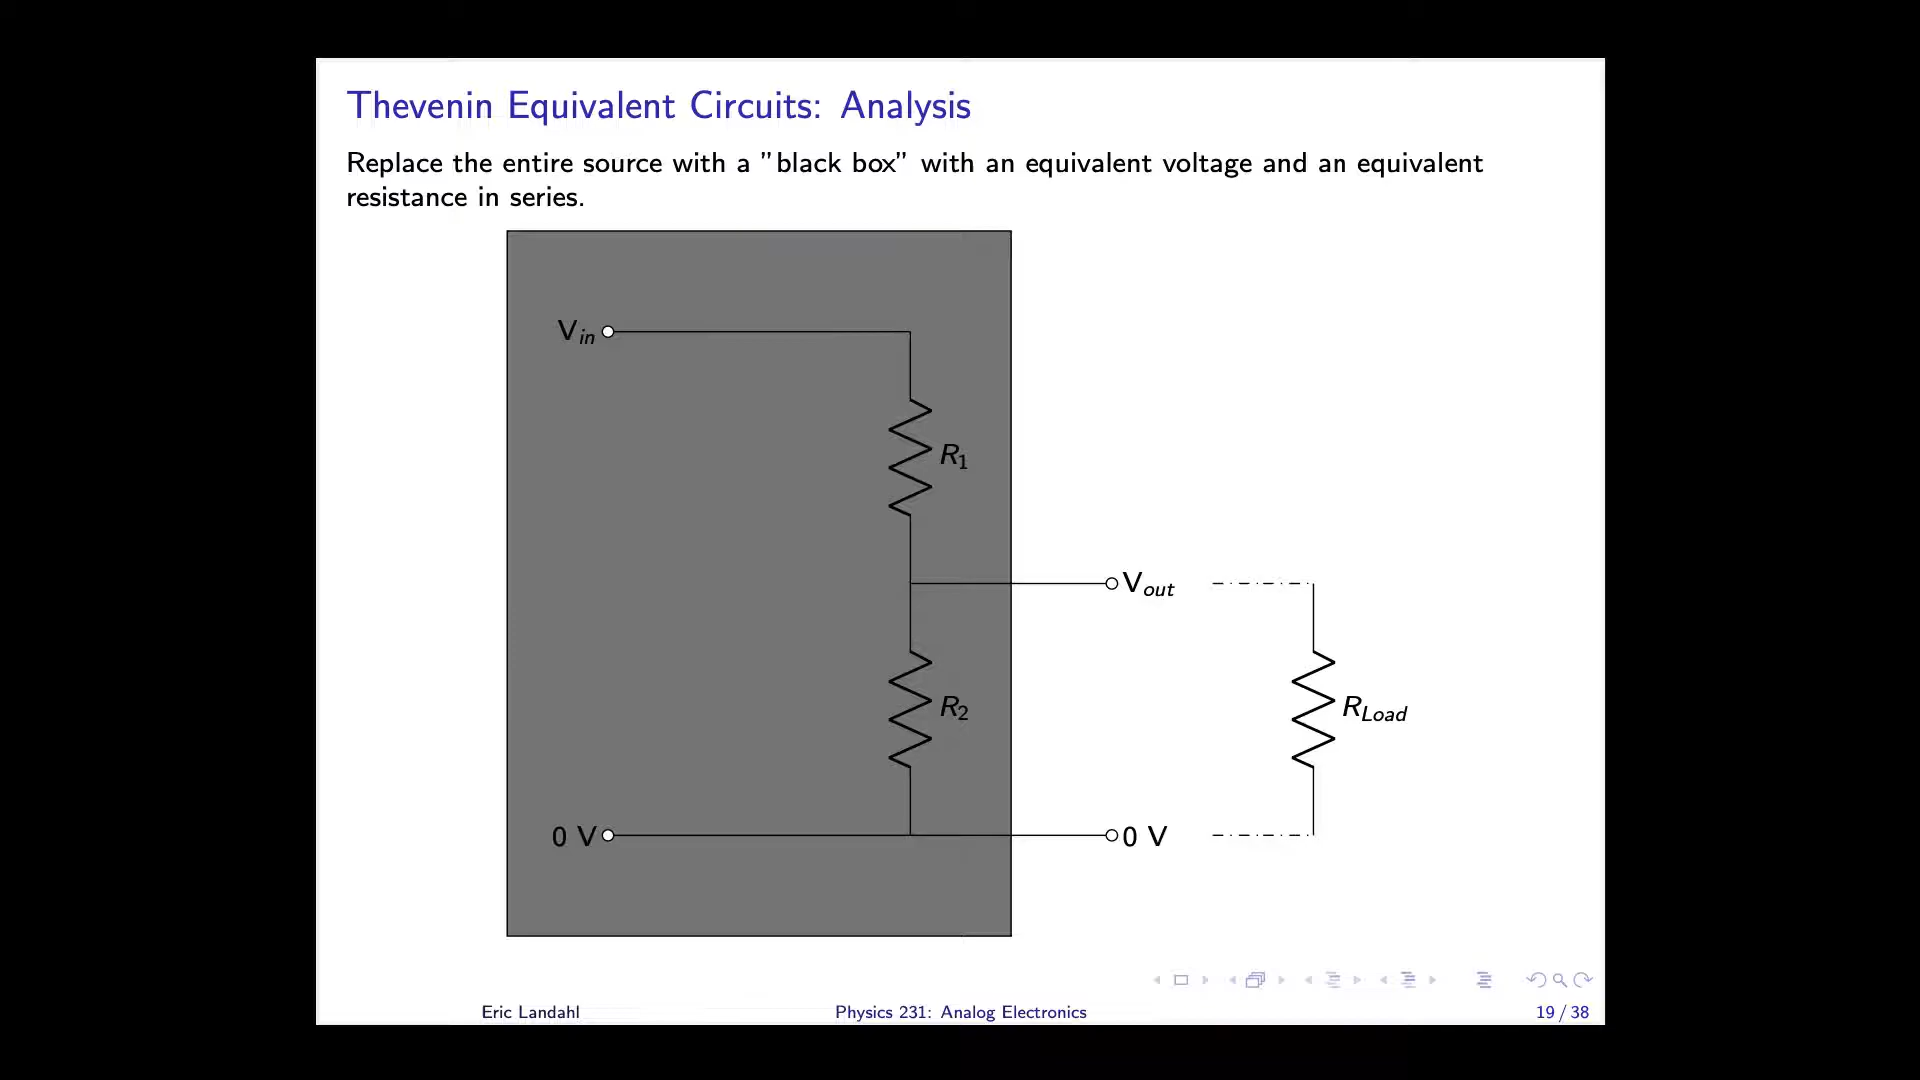 Thevenin Equivalent Circuits: Analysis
Replace the entire source with a ”black box” with an equivalent voltage and an equivalent
resistance in series.
V_in
R_1
V_out
R_2
R_Load
0 V
0 V
Eric Landahl
Physics 231: Analog Electronics
19 / 38